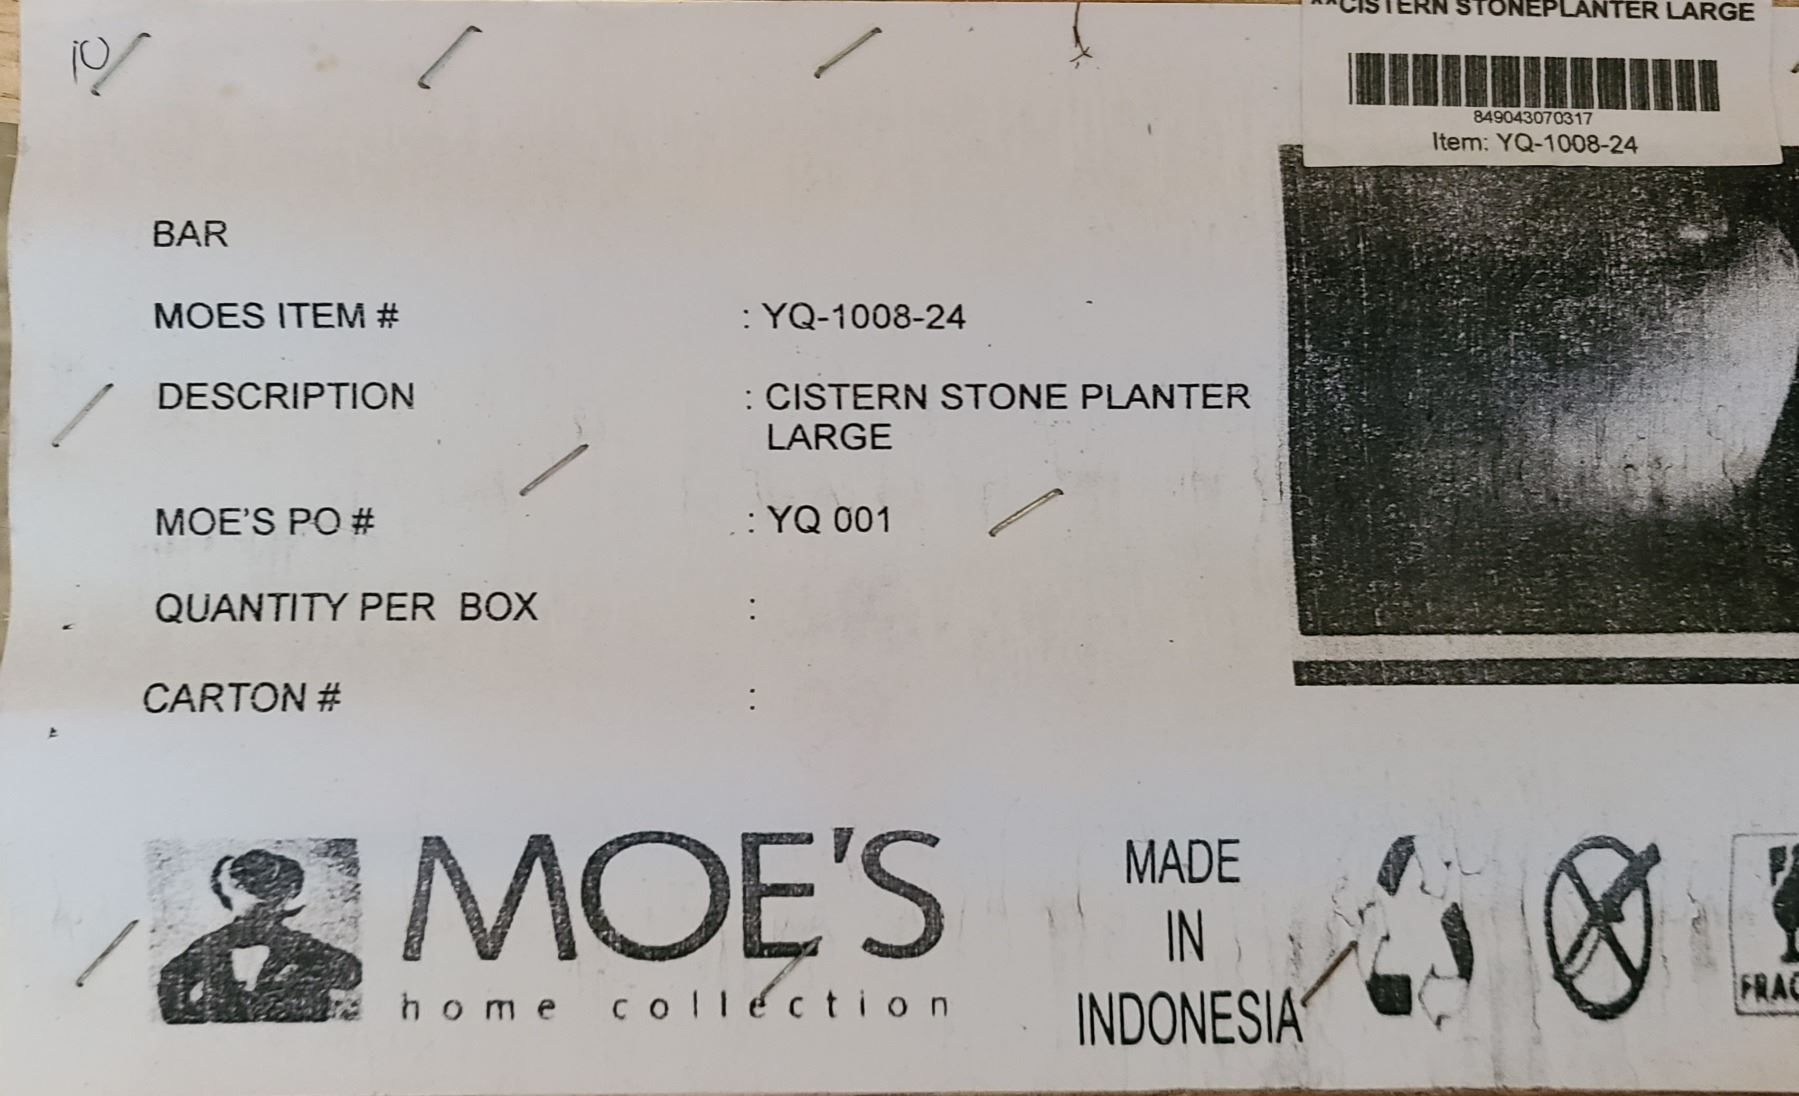 **CISTERN STONEPLANTER LARGE
849043070317
Item: YQ-1008-24
10
BAR
MOES ITEM # : YQ-1008-24
DESCRIPTION : CISTERN STONE PLANTER
LARGE
MOE'S PO # : YQ 001
QUANTITY PER BOX :
CARTON # :
MOE'S
home collection
MADE
IN
INDONESIA
FRAG